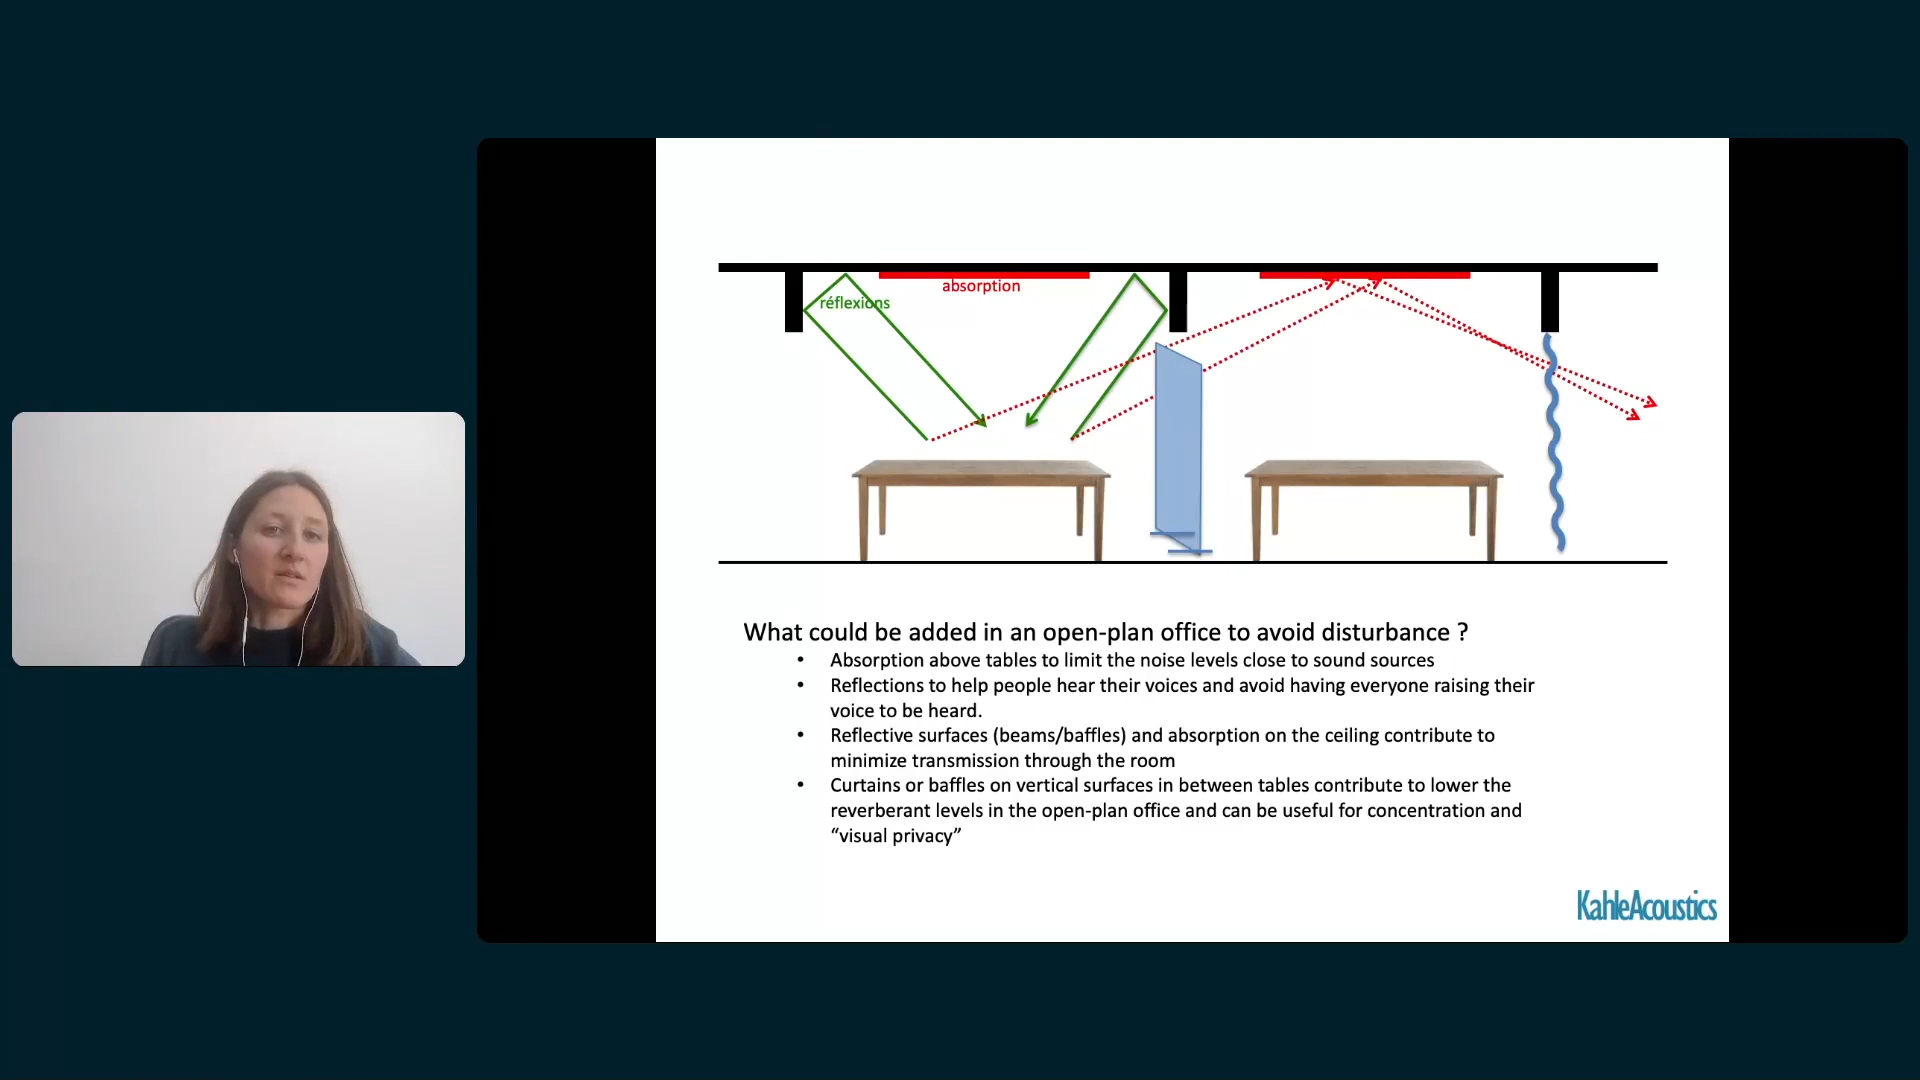 absorption
réflexions
What could be added in an open-plan office to avoid disturbance ?
• Absorption above tables to limit the noise levels close to sound sources
• Reflections to help people hear their voices and avoid having everyone raising their
voice to be heard.
• Reflective surfaces (beams/baffles) and absorption on the ceiling contribute to
minimize transmission through the room
• Curtains or baffles on vertical surfaces in between tables contribute to lower the
reverberant levels in the open-plan office and can be useful for concentration and
“visual privacy”
KahleAcoustics